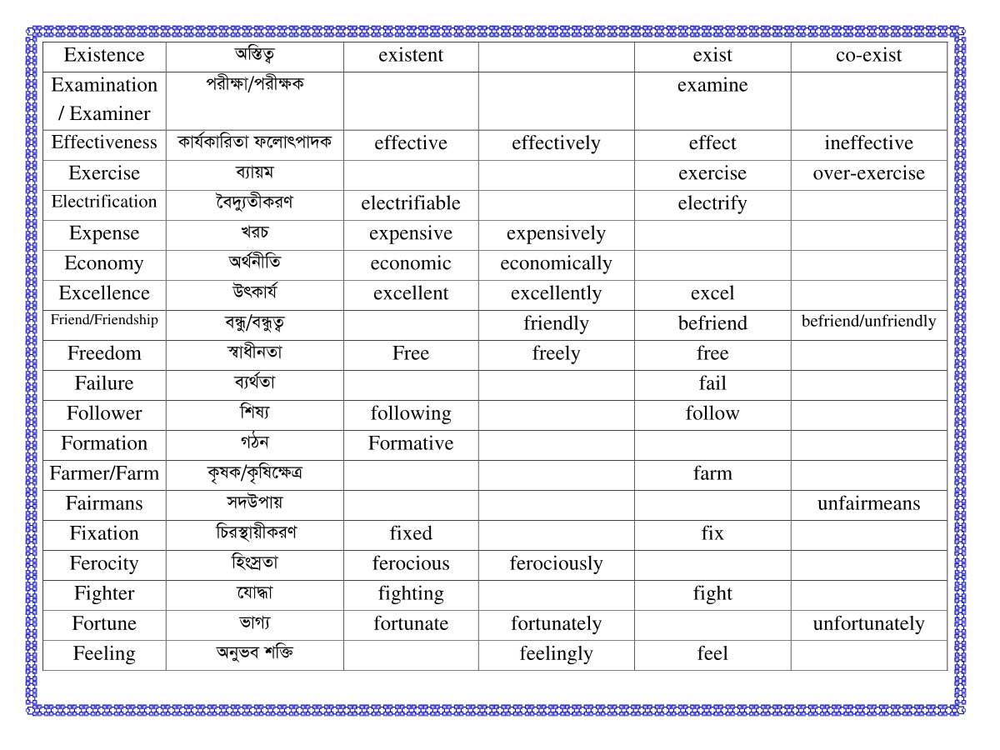 Existence অস্তিত্ব existent exist co-exist
Examination পরীক্ষা/পরীক্ষক examine
/ Examiner
Effectiveness কার্যকারিতা ফলোৎপাদক effective effectively effect ineffective
Exercise ব্যায়ম exercise over-exercise
Electrification বৈদ্যুতীকরণ electrifiable electrify
Expense খরচ expensive expensively
Economy অর্থনীতি economic economically
Excellence উৎকার্য excellent excellently excel
Friend/Friendship বন্ধু/বন্ধুত্ব friendly befriend befriend/unfriendly
Freedom স্বাধীনতা Free freely free
Failure ব্যর্থতা fail
Follower শিষ্য following follow
Formation গঠন Formative
Farmer/Farm কৃষক/কৃষিক্ষেত্র farm
Fairmans সদউপায় unfairmeans
Fixation চিরস্থায়ীকরণ fixed fix
Ferocity হিংস্রতা ferocious ferociously
Fighter যোদ্ধা fighting fight
Fortune ভাগ্য fortunate fortunately unfortunately
Feeling অনুভব শক্তি feelingly feel